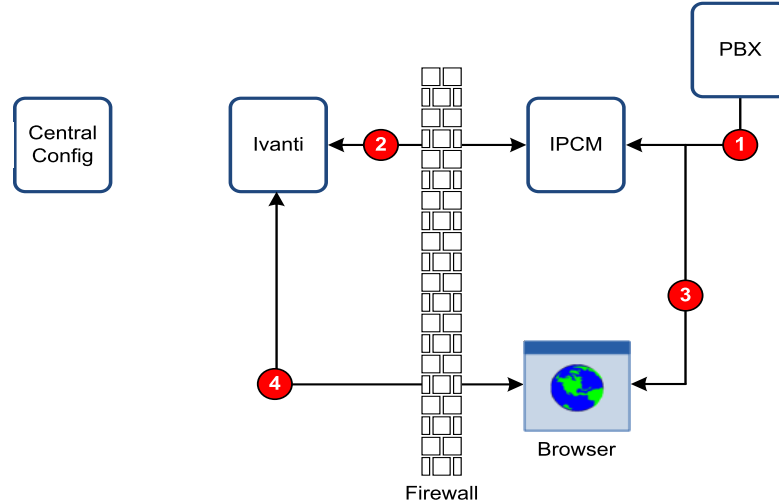 PBX
Central
Config
Ivanti
2
IPCM
1
3
4
Browser
Firewall